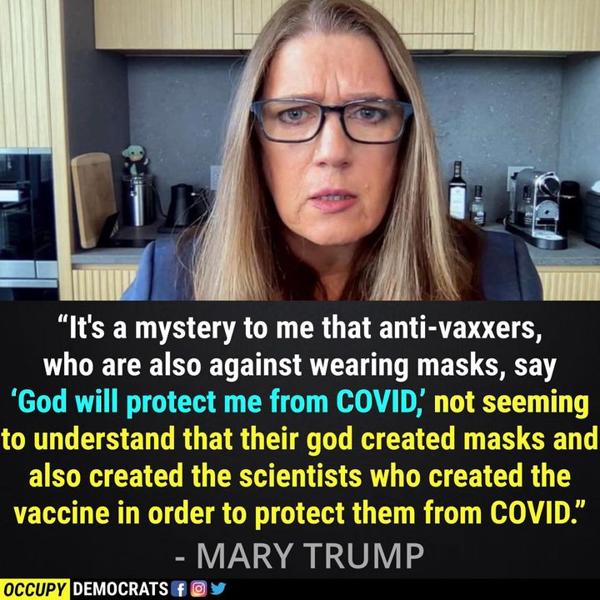 “It's a mystery to me that anti-vaxxers,
who are also against wearing masks, say
‘God will protect me from COVID,’ not seeming
to understand that their god created masks and
also created the scientists who created the
vaccine in order to protect them from COVID.”
- MARY TRUMP
OCCUPY DEMOCRATS